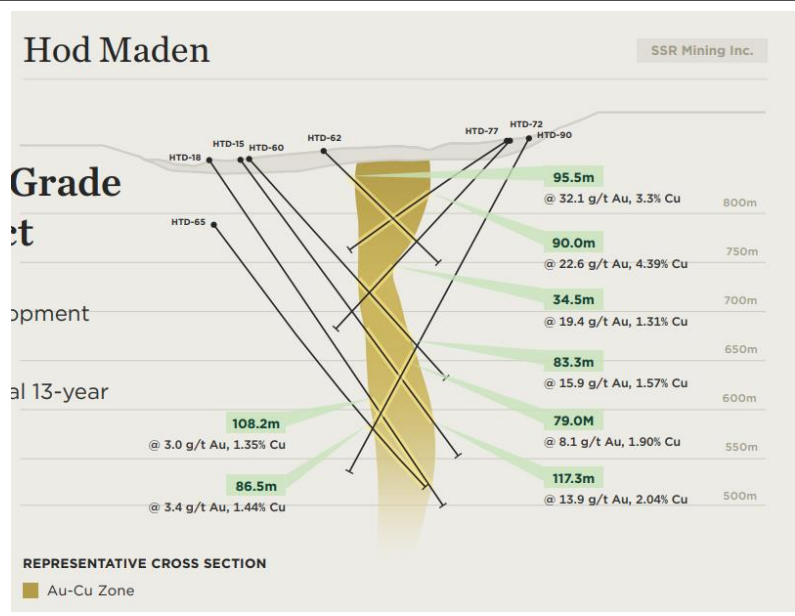 Hod Maden
SSR Mining Inc.
HTD-18
HTD-15
HTD-60
HTD-62
HTD-77
HTD-72
HTD-90
HTD-65
Grade
opment
al 13-year
95.5m
@ 32.1 g/t Au, 3.3% Cu
90.0m
@ 22.6 g/t Au, 4.39% Cu
34.5m
@ 19.4 g/t Au, 1.31% Cu
83.3m
@ 15.9 g/t Au, 1.57% Cu
79.0M
@ 8.1 g/t Au, 1.90% Cu
117.3m
@ 13.9 g/t Au, 2.04% Cu
108.2m
@ 3.0 g/t Au, 1.35% Cu
86.5m
@ 3.4 g/t Au, 1.44% Cu
800m
750m
700m
650m
600m
550m
500m
REPRESENTATIVE CROSS SECTION
Au-Cu Zone